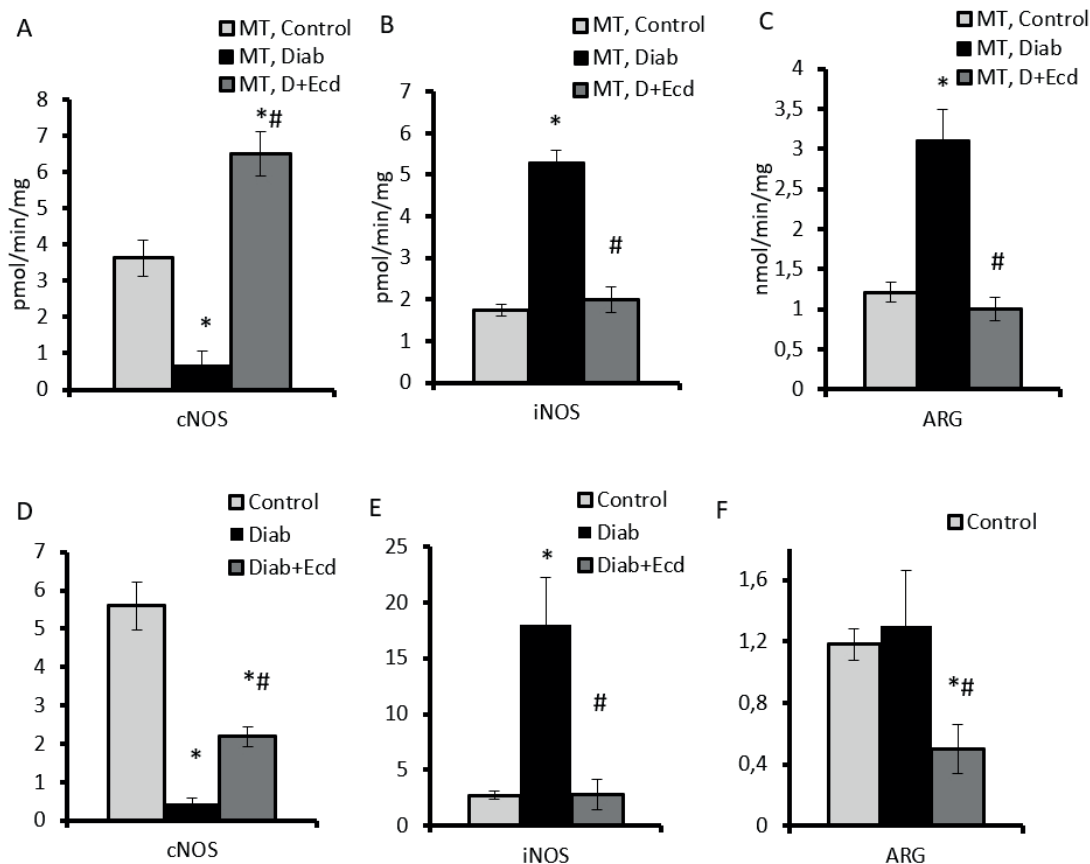 A
MT, Control
MT, Diab
MT, D+Ecd
pmol/min/mg
8
7
6
5
4
3
2
1
0
*
*#
cNOS
B
MT, Control
MT, Diab
MT, D+Ecd
pmol/min/mg
7
6
5
4
3
2
1
0
*
#
iNOS
C
MT, Control
MT, Diab
MT, D+Ecd
nmol/min/mg
4
3,5
3
2,5
2
1,5
1
0,5
0
*
#
ARG
D
Control
Diab
Diab+Ecd
7
6
5
4
3
2
1
0
*
*#
cNOS
E
Control
Diab
Diab+Ecd
25
20
15
10
5
0
*
#
iNOS
F
Control
1,6
1,2
0,8
0,4
0
*#
ARG